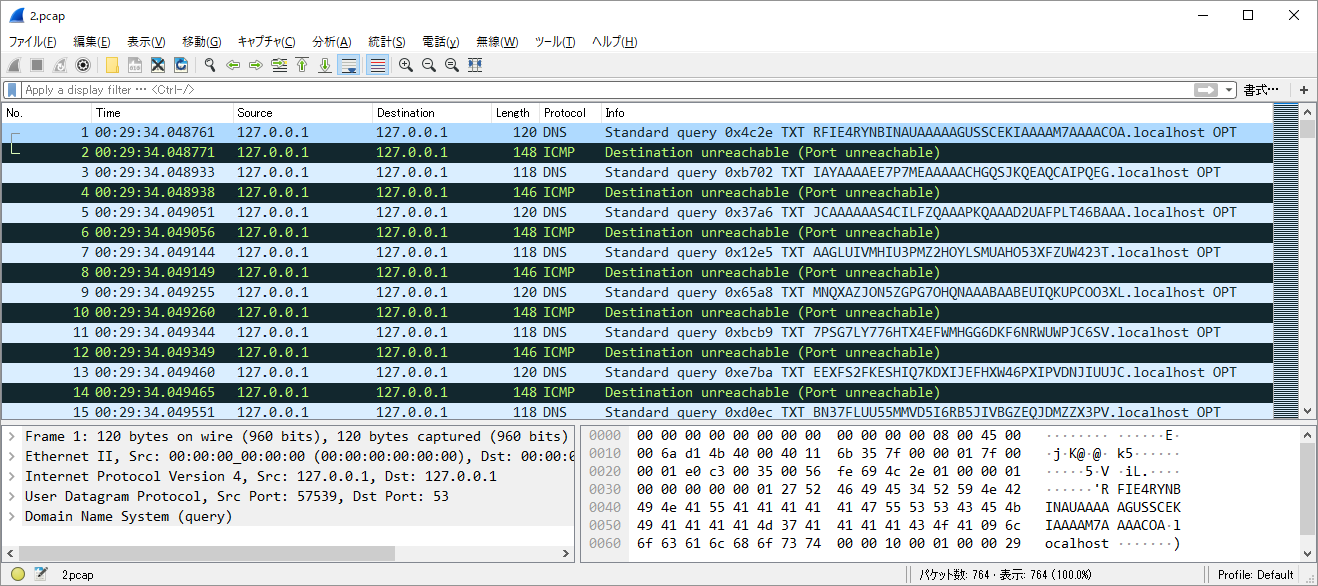 2.pcap
ファイル(F) 編集(E) 表示(V) 移動(G) キャプチャ(C) 分析(A) 統計(S) 電話(y) 無線(W) ツール(T) ヘルプ(H)
Apply a display filter ⋯ <Ctrl-/> 書式⋯ +
No. Time Source Destination Length Protocol Info
1 00:29:34.048761 127.0.0.1 127.0.0.1 120 DNS Standard query 0x4c2e TXT RFIE4RYNBINAUAAAAAGUSSCEKIAAAAM7AAAACOA.localhost OPT
2 00:29:34.048771 127.0.0.1 127.0.0.1 148 ICMP Destination unreachable (Port unreachable)
3 00:29:34.048933 127.0.0.1 127.0.0.1 118 DNS Standard query 0xb702 TXT IAYAAAAEE7P7MEAAAAACHGQSJKQEAQCAIPQEG.localhost OPT
4 00:29:34.048938 127.0.0.1 127.0.0.1 146 ICMP Destination unreachable (Port unreachable)
5 00:29:34.049051 127.0.0.1 127.0.0.1 120 DNS Standard query 0x37a6 TXT JCAAAAAAS4CILFZQAAAPKQAAAD2UAFPLT46BAAA.localhost OPT
6 00:29:34.049056 127.0.0.1 127.0.0.1 148 ICMP Destination unreachable (Port unreachable)
7 00:29:34.049144 127.0.0.1 127.0.0.1 118 DNS Standard query 0x12e5 TXT AAGLUIVMHIU3PMZ2HOYLSMUAHO53XFZUW423T.localhost OPT
8 00:29:34.049149 127.0.0.1 127.0.0.1 146 ICMP Destination unreachable (Port unreachable)
9 00:29:34.049255 127.0.0.1 127.0.0.1 120 DNS Standard query 0x65a8 TXT MNQXAZJON5ZGPG7OHQNAAABAABEUIQKUPCOO3XL.localhost OPT
10 00:29:34.049260 127.0.0.1 127.0.0.1 148 ICMP Destination unreachable (Port unreachable)
11 00:29:34.049344 127.0.0.1 127.0.0.1 118 DNS Standard query 0xbcb9 TXT 7PSG7LY776HTX4EFWMHGG6DKF6NRWUWPJC6SV.localhost OPT
12 00:29:34.049349 127.0.0.1 127.0.0.1 146 ICMP Destination unreachable (Port unreachable)
13 00:29:34.049460 127.0.0.1 127.0.0.1 120 DNS Standard query 0xe7ba TXT EEXFS2FKESHIQ7KDXIJEFHXW46PXIPVDNJIUUJC.localhost OPT
14 00:29:34.049465 127.0.0.1 127.0.0.1 148 ICMP Destination unreachable (Port unreachable)
15 00:29:34.049551 127.0.0.1 127.0.0.1 118 DNS Standard query 0xd0ec TXT BN37FLUU55MMVD5I6RB5JIVBGZEQJDMZZX3PV.localhost OPT
Frame 1: 120 bytes on wire (960 bits), 120 bytes captured (960 bits)
Ethernet II, Src: 00:00:00_00:00:00 (00:00:00:00:00:00), Dst: 00:00:0
Internet Protocol Version 4, Src: 127.0.0.1, Dst: 127.0.0.1
User Datagram Protocol, Src Port: 57539, Dst Port: 53
Domain Name System (query)
0000 00 00 00 00 00 00 00 00 00 00 00 00 08 00 45 00 ········ ······E·
0010 00 6a d1 4b 40 00 40 11 6b 35 7f 00 00 01 7f 00 ·j·K@·@· k5······
0020 00 01 e0 c3 00 35 00 56 fe 69 4c 2e 01 00 00 01 ·····5·V ·iL.····
0030 00 00 00 00 00 01 27 52 46 49 45 34 52 59 4e 42 ······'R FIE4RYNB
0040 49 4e 41 55 41 41 41 41 41 47 55 53 53 43 45 4b INAUAAAA AGUSSCEK
0050 49 41 41 41 41 4d 37 41 41 41 41 43 4f 41 09 6c IAAAAM7A AAACOA·l
0060 6f 63 61 6c 68 6f 73 74 00 00 10 00 01 00 00 29 ocalhost ·······)
2.pcap パケット数: 764 · 表示: 764 (100.0%) Profile: Default